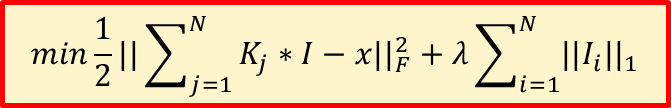 min 1/2 || ∑_{j=1}^{N} K_j * I − x||_F^2 + λ ∑_{i=1}^{N} ||I_i||_1